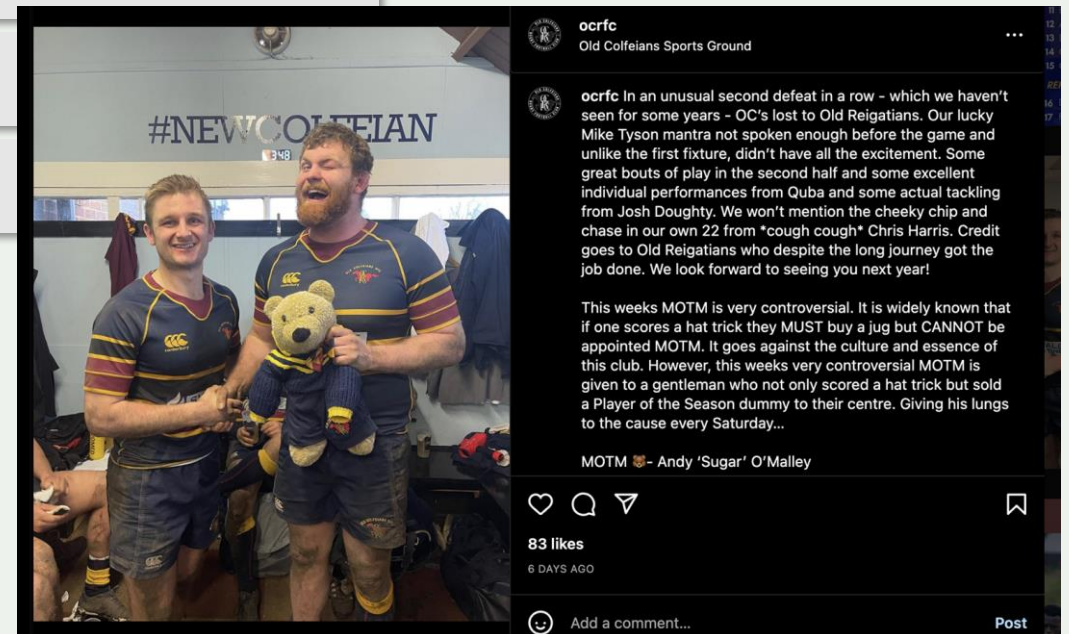 #NEWCOLFEIAN
348
canterbury
canterbury
ocrfc
Old Colfeians Sports Ground
ocrfc In an unusual second defeat in a row - which we haven’t
seen for some years - OC’s lost to Old Reigatians. Our lucky
Mike Tyson mantra not spoken enough before the game and
unlike the first fixture, didn’t have all the excitement. Some
great bouts of play in the second half and some excellent
individual performances from Quba and some actual tackling
from Josh Doughty. We won’t mention the cheeky chip and
chase in our own 22 from *cough cough* Chris Harris. Credit
goes to Old Reigatians who despite the long journey got the
job done. We look forward to seeing you next year!
This weeks MOTM is very controversial. It is widely known that
if one scores a hat trick they MUST buy a jug but CANNOT be
appointed MOTM. It goes against the culture and essence of
this club. However, this weeks very controversial MOTM is
given to a gentleman who not only scored a hat trick but sold
a Player of the Season dummy to their centre. Giving his lungs
to the cause every Saturday...
MOTM 🐻- Andy ‘Sugar’ O’Malley
83 likes
6 DAYS AGO
Add a comment...
Post
11
12
13
14
15
16
17